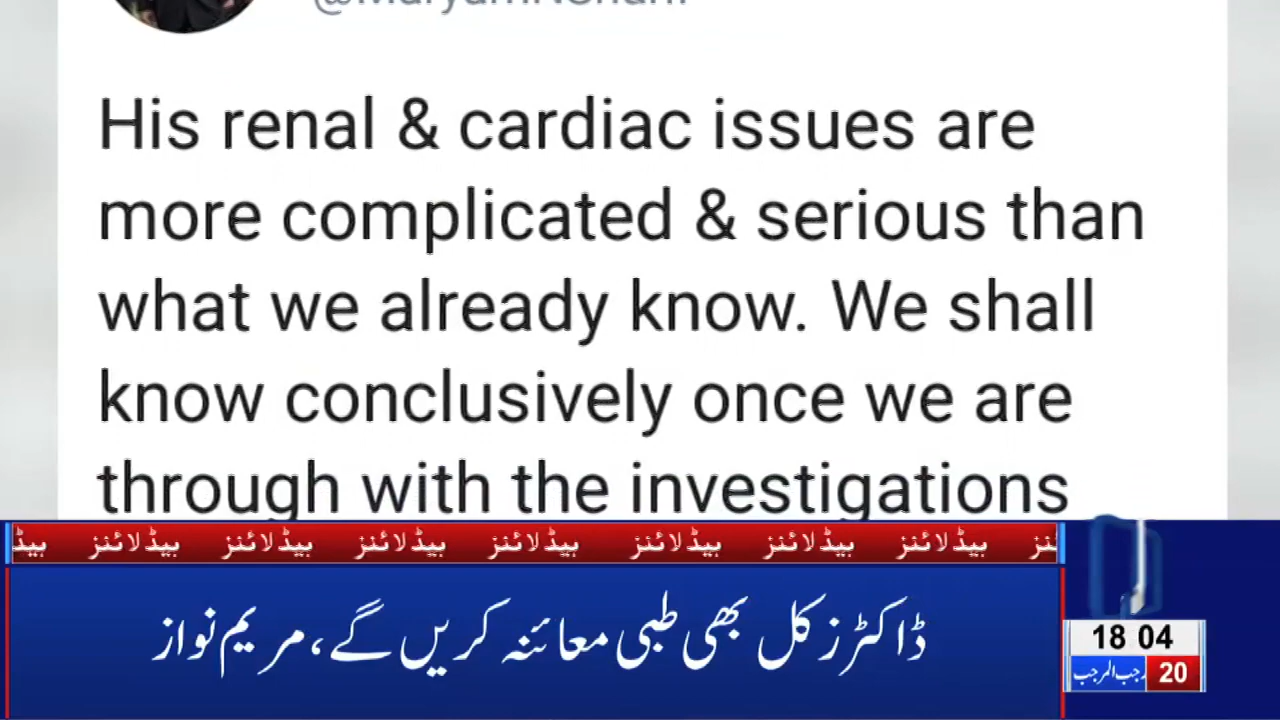 His renal & cardiac issues are
more complicated & serious than
what we already know. We shall
know conclusively once we are
through with the investigations
ہیڈلائنز ہیڈلائنز ہیڈلائنز ہیڈلائنز ہیڈلائنز ہیڈلائنز ہیڈلائنز
ڈاکٹرز کل بھی طبی معائنہ کریں گے، مریم نواز
18 04
رجب المرجب 20